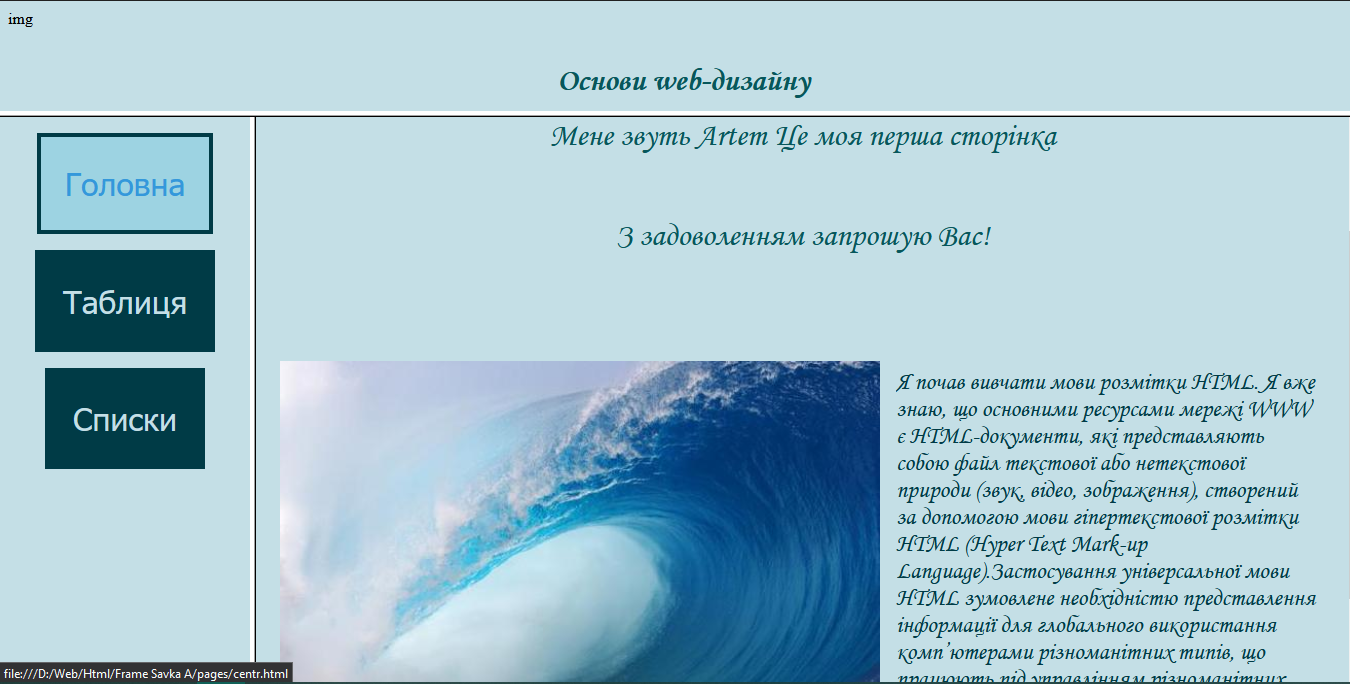 img
Основи web-дизайну
Мене звуть Artem Це моя перша сторінка
Головна
З задоволенням запрошую Вас!
Таблиця
Списки
Я почав вивчати мови розмітки HTML. Я вже
знаю, що основними ресурсами мережі WWW
є HTML-документи, які представляють
собою файл текстової або нетекстової
природи (звук, відео, зображення), створений
за допомогою мови гіпертекстової розмітки
HTML (Hyper Text Mark-up
Language).Застосування універсальної мови
HTML зумовлене необхідністю представлення
інформації для глобального використання
комп’ютерами різноманітних типів, що
працюють під управлінням різноманітних
file:///D:/Web/Html/Frame Savka A/pages/centr.html